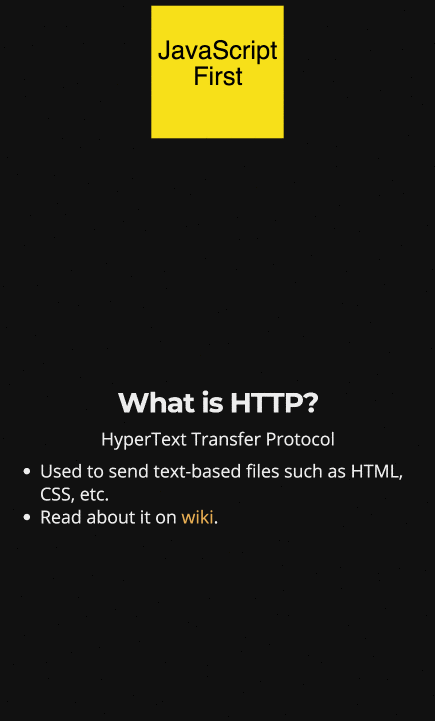 JavaScript
First
What is HTTP?
HyperText Transfer Protocol
• Used to send text-based files such as HTML,
CSS, etc.
• Read about it on wiki.